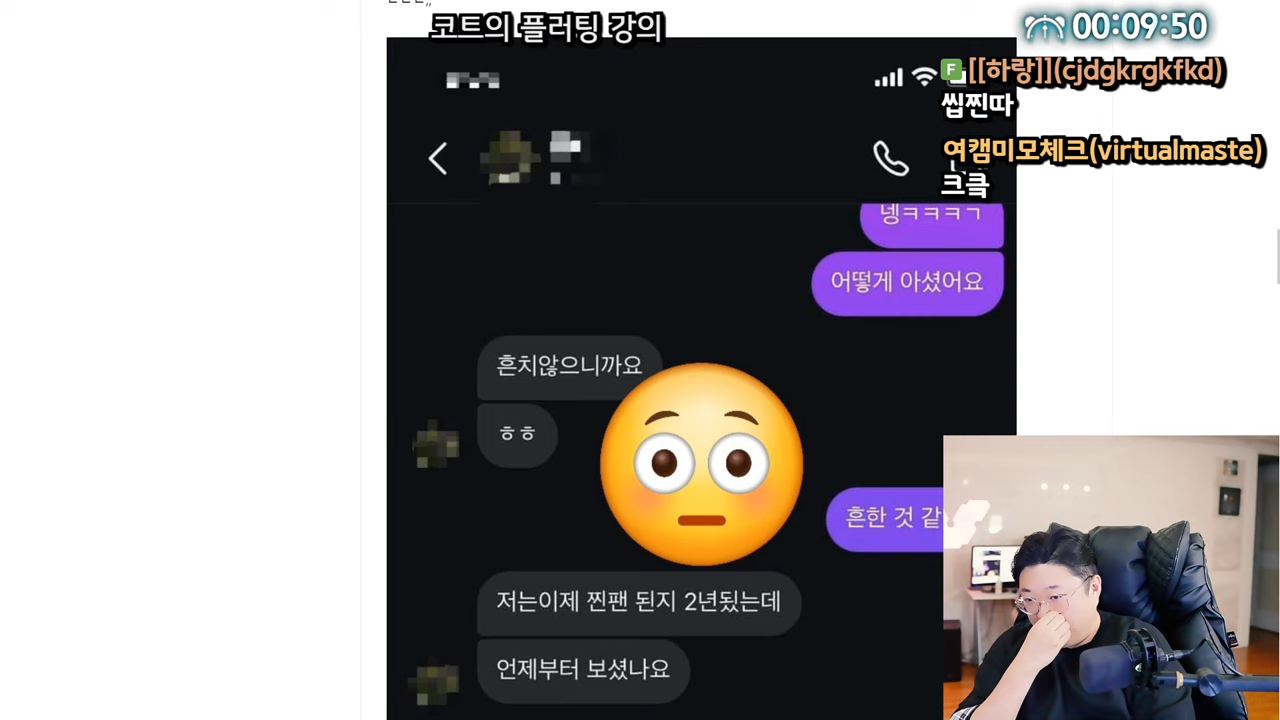 코트의 플러팅 강의
00:09:50
F [[하랑]](cjdgkrgkfkd)
씹찐따
여캠미모체크(virtualmaste)
크큭
넹ㅋㅋㅋㄱ
어떻게 아셨어요
흔치않으니까요
ㅎㅎ
흔한 것 같
저는이제 찐팬 된지 2년됬는데
언제부터 보셨나요